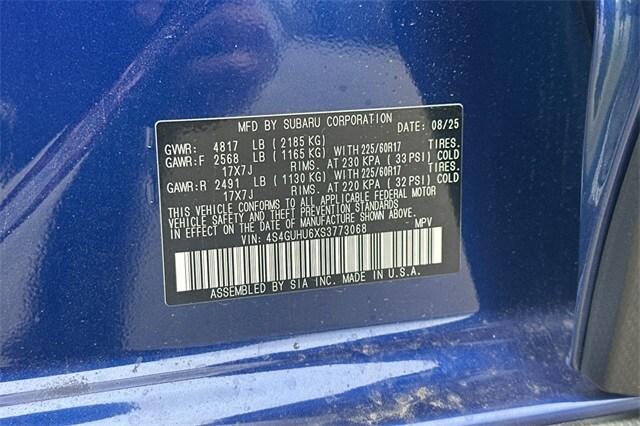 MFD BY SUBARU CORPORATION DATE: 08/25
GVWR: 4817 LB (2185 KG)
GAWR:F 2568 LB (1165 KG) WITH 225/60R17 TIRES.
17X7J RIMS. AT 230 KPA (33 PSI) COLD
GAWR:R 2491 LB (1130 KG) WITH 225/60R17 TIRES.
17X7J RIMS. AT 220 KPA (32 PSI) COLD
THIS VEHICLE CONFORMS TO ALL APPLICABLE FEDERAL MOTOR
VEHICLE SAFETY AND THEFT PREVENTION STANDARDS
IN EFFECT ON THE DATE OF MANUFACTURE SHOWN ABOVE.
VIN: 4S4GUHU6XS3773068 MPV
ASSEMBLED BY SIA INC. MADE IN U.S.A.